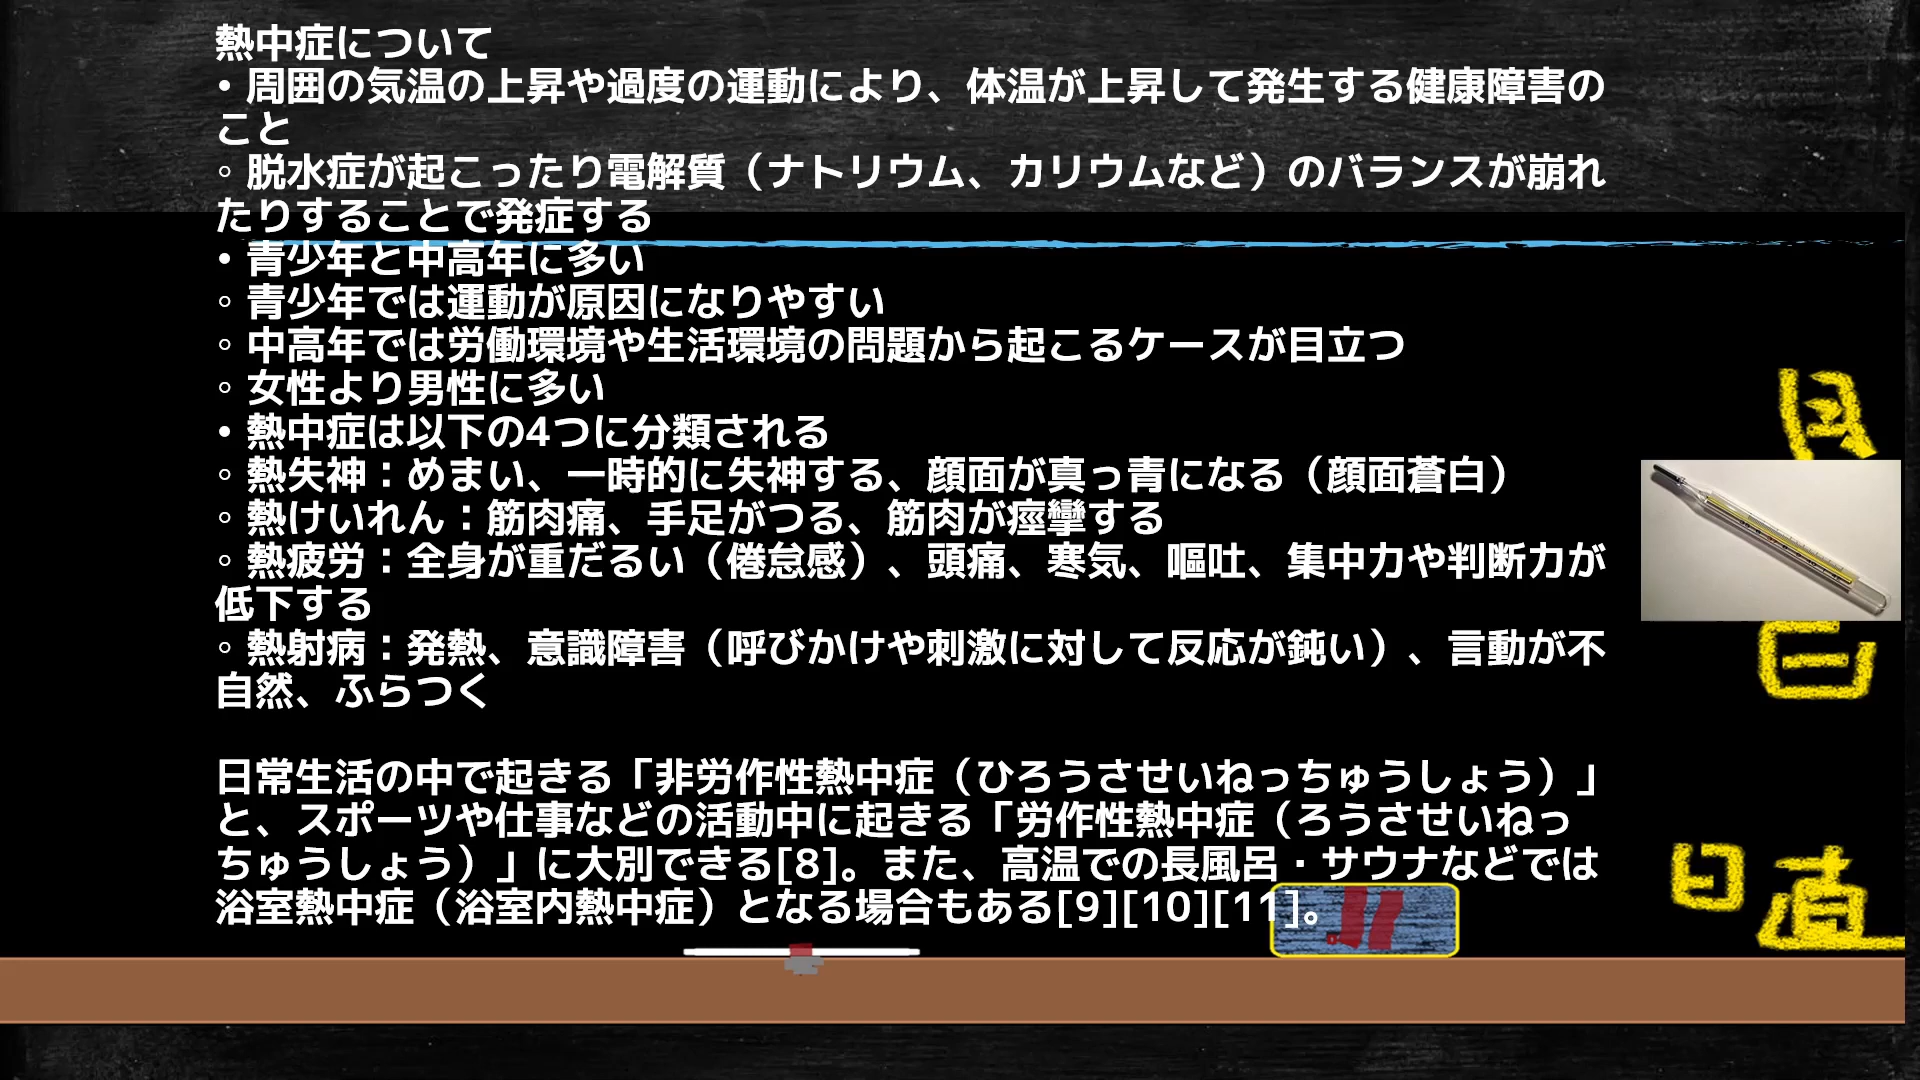 熱中症について
• 周囲の気温の上昇や過度の運動により、体温が上昇して発生する健康障害の
こと
◦ 脱水症が起こったり電解質（ナトリウム、カリウムなど）のバランスが崩れ
たりすることで発症する
• 青少年と中高年に多い
◦ 青少年では運動が原因になりやすい
◦ 中高年では労働環境や生活環境の問題から起こるケースが目立つ
◦ 女性より男性に多い
• 熱中症は以下の4つに分類される
◦ 熱失神：めまい、一時的に失神する、顔面が真っ青になる（顔面蒼白）
◦ 熱けいれん：筋肉痛、手足がつる、筋肉が痙攣する
◦ 熱疲労：全身が重だるい（倦怠感）、頭痛、寒気、嘔吐、集中力や判断力が
低下する
◦ 熱射病：発熱、意識障害（呼びかけや刺激に対して反応が鈍い）、言動が不
自然、ふらつく
日常生活の中で起きる「非労作性熱中症（ひろうさせいねっちゅうしょう）」
と、スポーツや仕事などの活動中に起きる「労作性熱中症（ろうさせいねっ
ちゅうしょう）」に大別できる[8]。また、高温での長風呂・サウナなどでは
浴室熱中症（浴室内熱中症）となる場合もある[9][10][11]。
月
日
日直